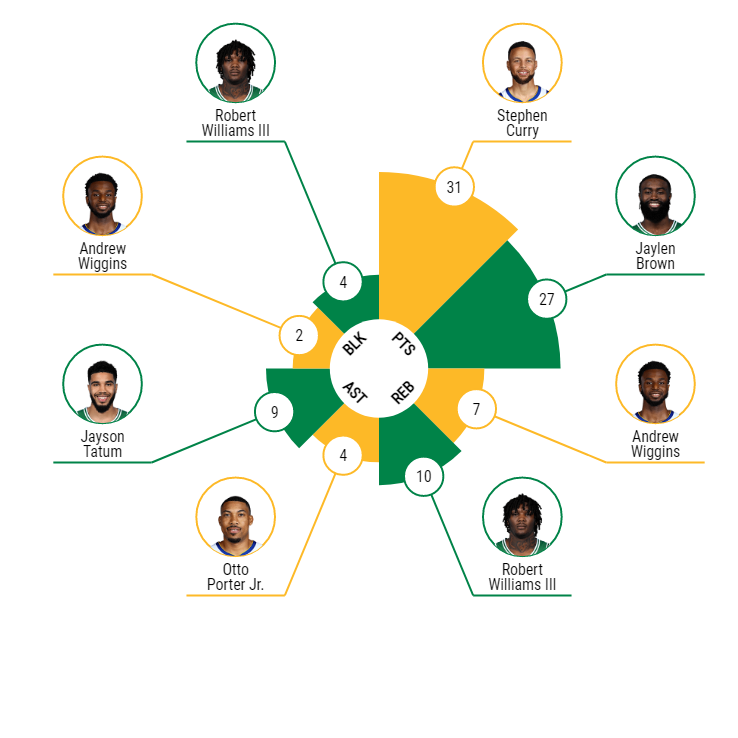 Robert
Williams III
Stephen
Curry
Andrew
Wiggins
31
Jaylen
Brown
4
27
2
BLK
PTS
AST
REB
Jayson
Tatum
9
7
Andrew
Wiggins
4
10
Otto
Porter Jr.
Robert
Williams III